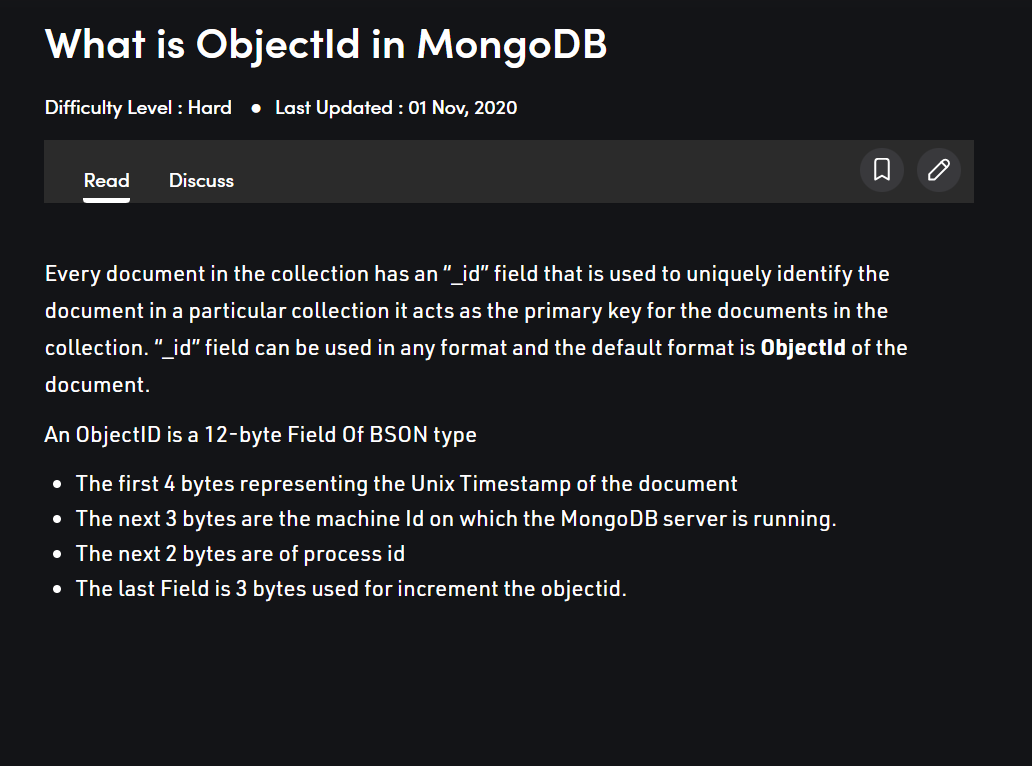 What is ObjectId in MongoDB
Difficulty Level : Hard ● Last Updated : 01 Nov, 2020
Read Discuss
Every document in the collection has an “_id” field that is used to uniquely identify the
document in a particular collection it acts as the primary key for the documents in the
collection. “_id” field can be used in any format and the default format is ObjectId of the
document.
An ObjectID is a 12-byte Field Of BSON type
• The first 4 bytes representing the Unix Timestamp of the document
• The next 3 bytes are the machine Id on which the MongoDB server is running.
• The next 2 bytes are of process id
• The last Field is 3 bytes used for increment the objectid.